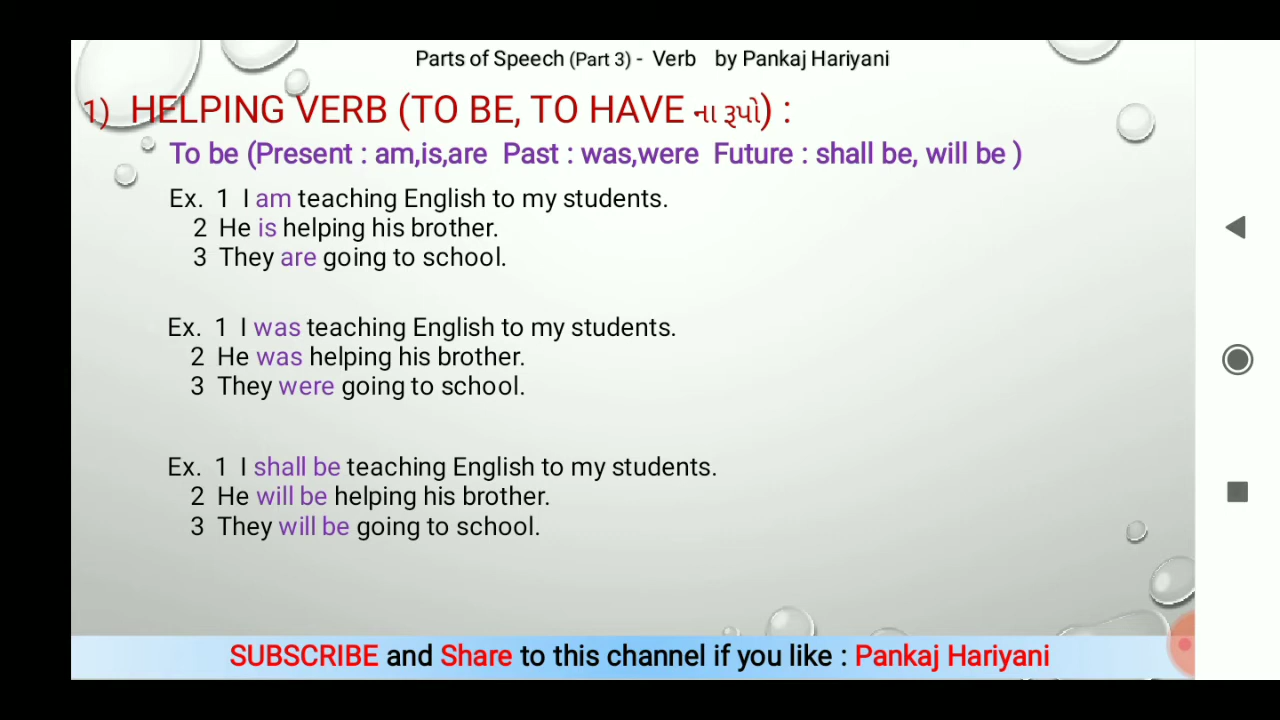 Parts of Speech (Part 3) - Verb by Pankaj Hariyani
1) HELPING VERB (TO BE, TO HAVE ના રૂપો) :
To be (Present : am,is,are Past : was,were Future : shall be, will be )
Ex. 1 I am teaching English to my students.
2 He is helping his brother.
3 They are going to school.
Ex. 1 I was teaching English to my students.
2 He was helping his brother.
3 They were going to school.
Ex. 1 I shall be teaching English to my students.
2 He will be helping his brother.
3 They will be going to school.
SUBSCRIBE and Share to this channel if you like : Pankaj Hariyani